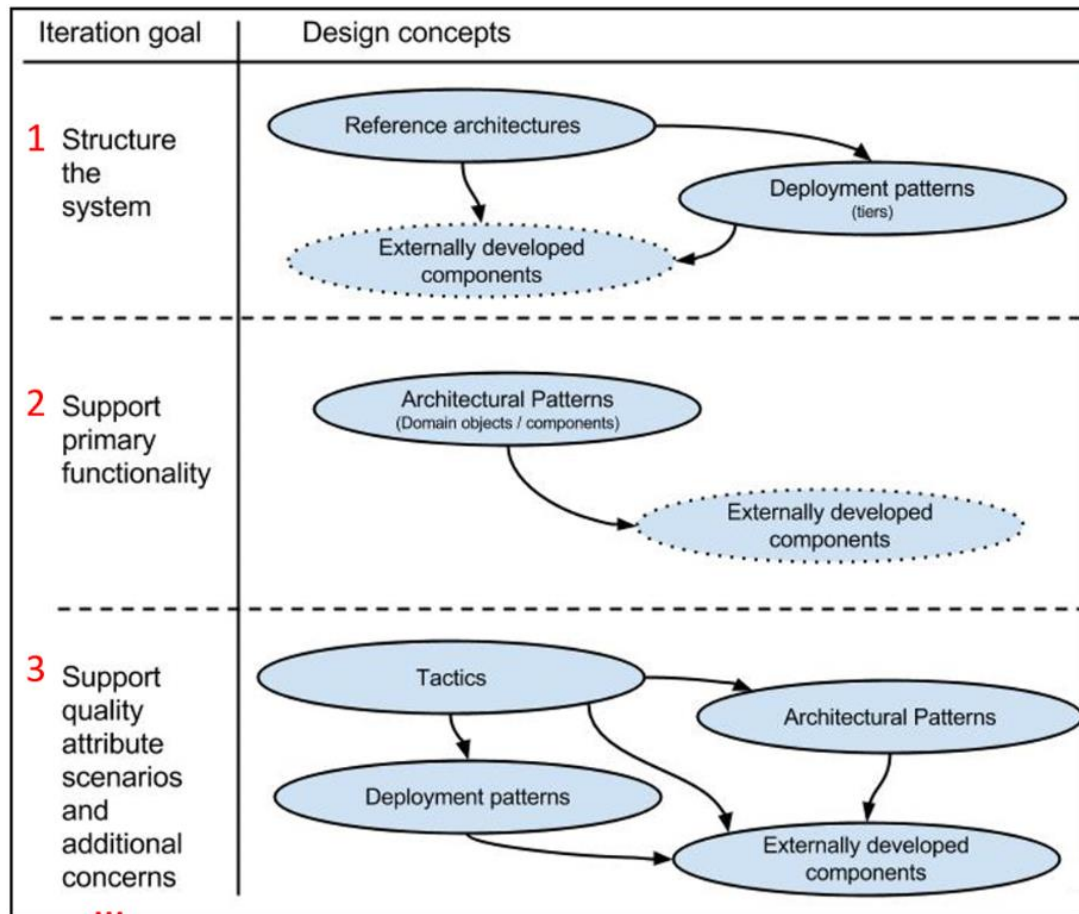 Iteration goal
Design concepts
1 Structure
the
system
Reference architectures
Deployment patterns
(tiers)
Externally developed
components
2 Support
primary
functionality
Architectural Patterns
(Domain objects / components)
Externally developed
components
3 Support
quality
attribute
scenarios
and
additional
concerns
...
Tactics
Architectural Patterns
Deployment patterns
Externally developed
components